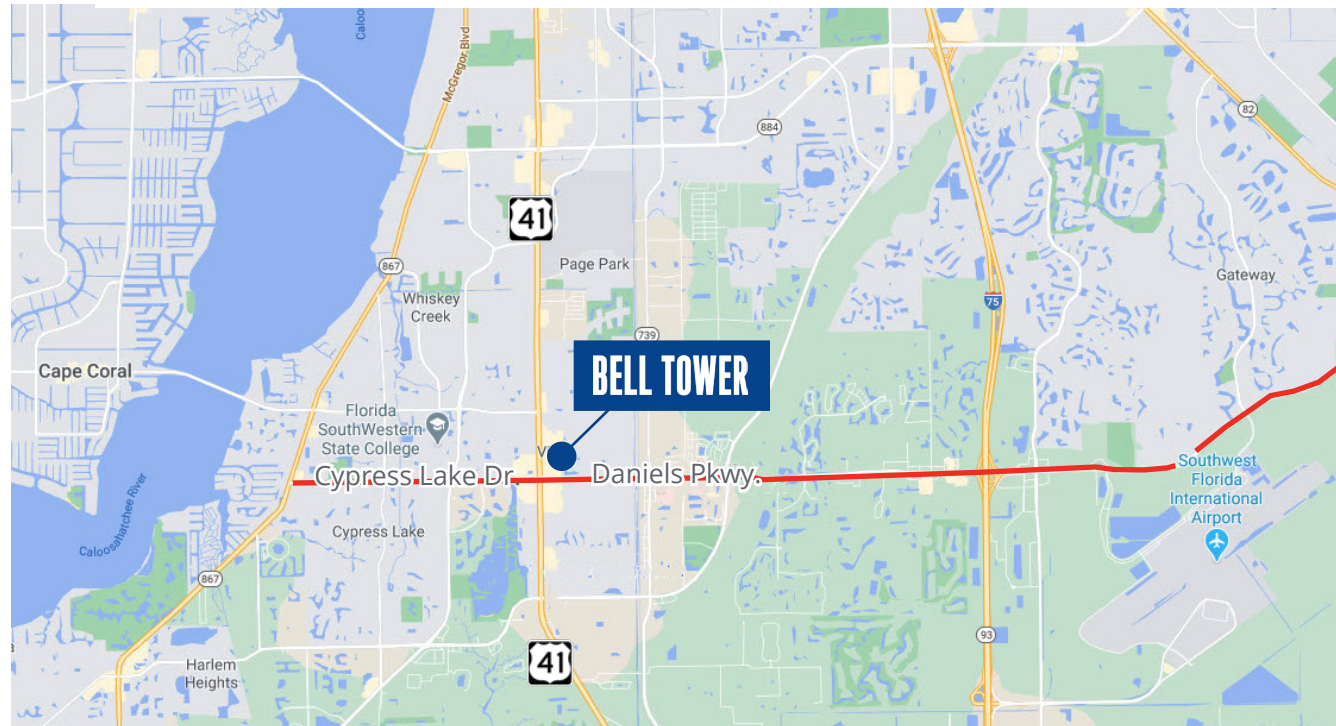 Caloo
McGregor Blvd
82
884
41
Page Park
867
Gateway
Whiskey
Creek
75
739
BELL TOWER
Cape Coral
Florida
SouthWestern
State College
V
Cypress Lake Dr.
Daniels Pkwy.
Southwest
Florida
International
Airport
Caloosahatchee River
Cypress Lake
867
93
41
Harlem
Heights
a